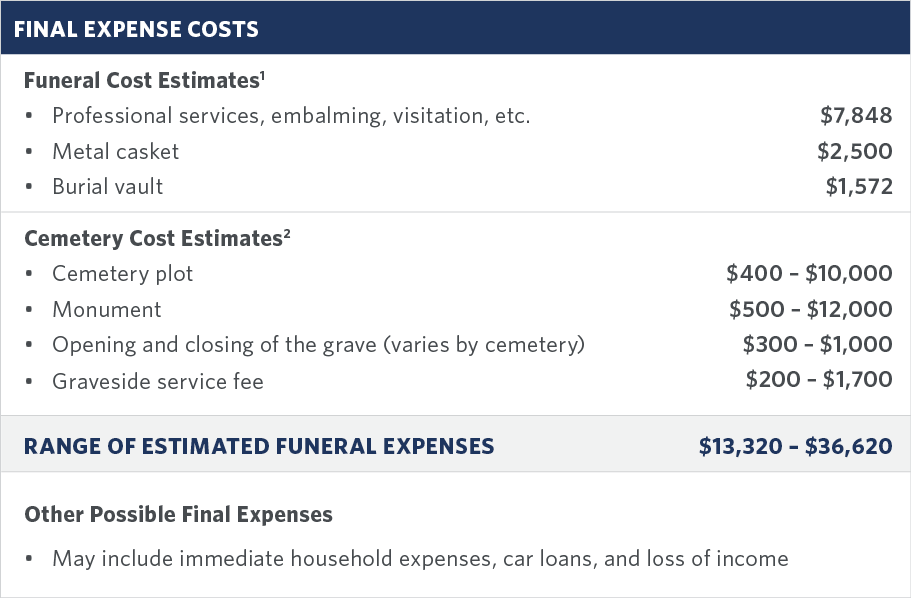 FINAL EXPENSE COSTS
Funeral Cost Estimates¹
• Professional services, embalming, visitation, etc. $7,848
• Metal casket $2,500
• Burial vault $1,572
Cemetery Cost Estimates²
• Cemetery plot $400 – $10,000
• Monument $500 – $12,000
• Opening and closing of the grave (varies by cemetery) $300 – $1,000
• Graveside service fee $200 – $1,700
RANGE OF ESTIMATED FUNERAL EXPENSES $13,320 – $36,620
Other Possible Final Expenses
• May include immediate household expenses, car loans, and loss of income